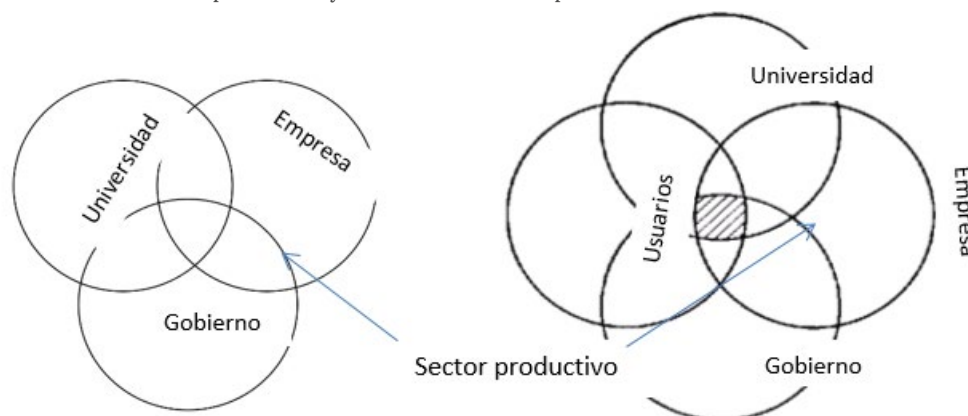 Universidad
Empresa
Gobierno
Universidad
Usuarios
Empresa
Gobierno
Sector productivo